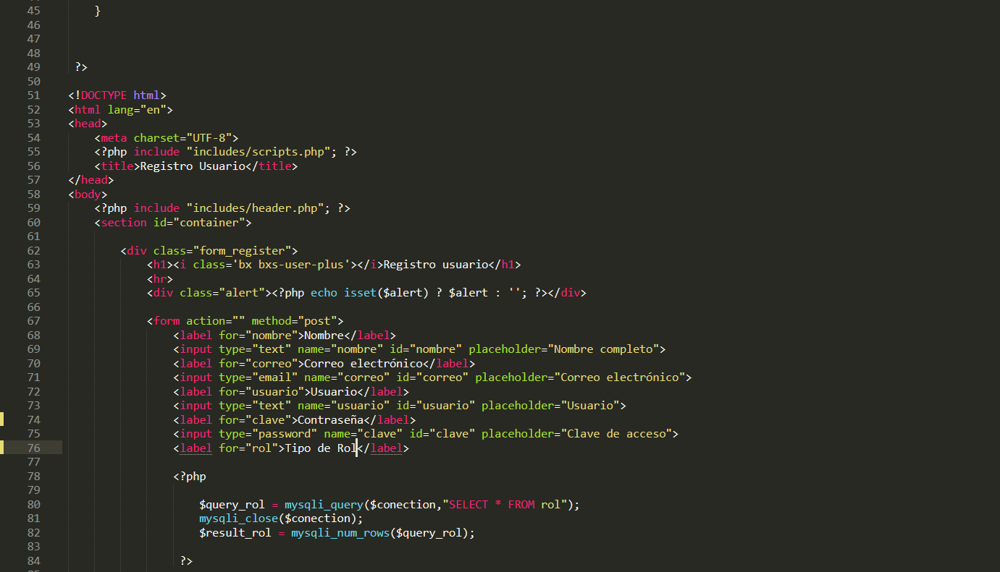 45 }
46
47
48
49 ?>
50
51 <!DOCTYPE html>
52 <html lang="en">
53 <head>
54 <meta charset="UTF-8">
55 <?php include "includes/scripts.php"; ?>
56 <title>Registro Usuario</title>
57 </head>
58 <body>
59 <?php include "includes/header.php"; ?>
60 <section id="container">
61
62 <div class="form_register">
63 <h1><i class='bx bxs-user-plus'></i>Registro usuario</h1>
64 <hr>
65 <div class="alert"><?php echo isset($alert) ? $alert : ''; ?></div>
66
67 <form action="" method="post">
68 <label for="nombre">Nombre</label>
69 <input type="text" name="nombre" id="nombre" placeholder="Nombre completo">
70 <label for="correo">Correo electrónico</label>
71 <input type="email" name="correo" id="correo" placeholder="Correo electrónico">
72 <label for="usuario">Usuario</label>
73 <input type="text" name="usuario" id="usuario" placeholder="Usuario">
74 <label for="clave">Contraseña</label>
75 <input type="password" name="clave" id="clave" placeholder="Clave de acceso">
76 <label for="rol">Tipo de Rol</label>
77
78 <?php
79
80 $query_rol = mysqli_query($conection,"SELECT * FROM rol");
81 mysqli_close($conection);
82 $result_rol = mysqli_num_rows($query_rol);
83
84 ?>